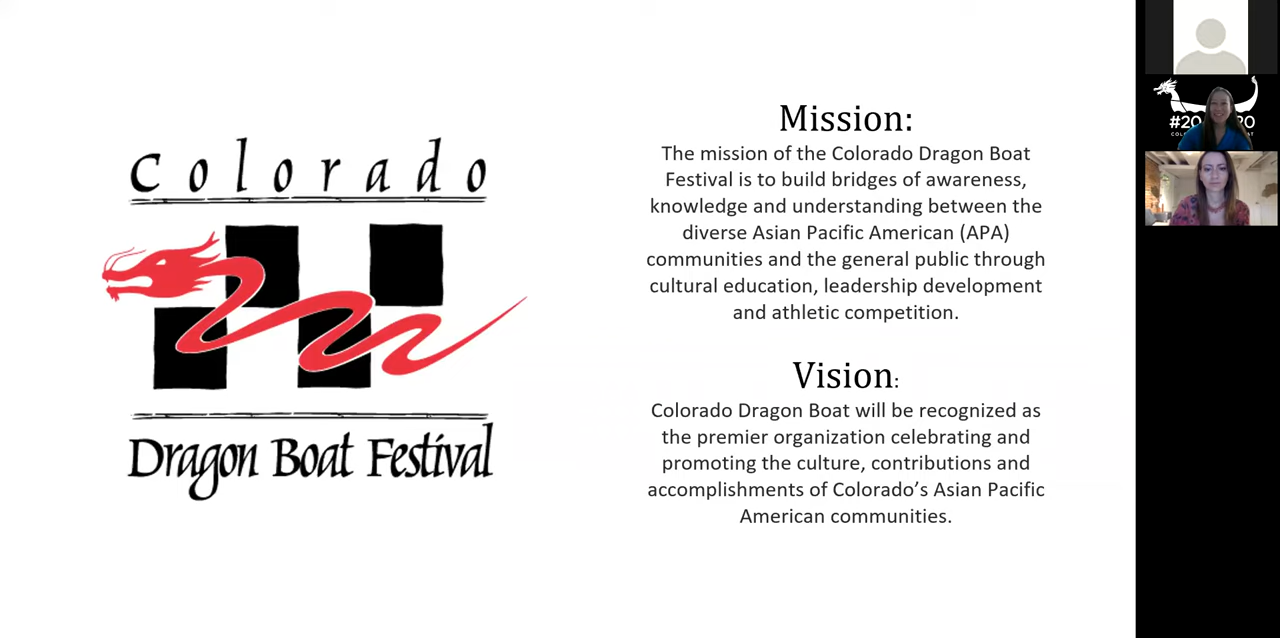 Colorado
Dragon Boat Festival
Mission:
The mission of the Colorado Dragon Boat
Festival is to build bridges of awareness,
knowledge and understanding between the
diverse Asian Pacific American (APA)
communities and the general public through
cultural education, leadership development
and athletic competition.
Vision:
Colorado Dragon Boat will be recognized as
the premier organization celebrating and
promoting the culture, contributions and
accomplishments of Colorado’s Asian Pacific
American communities.